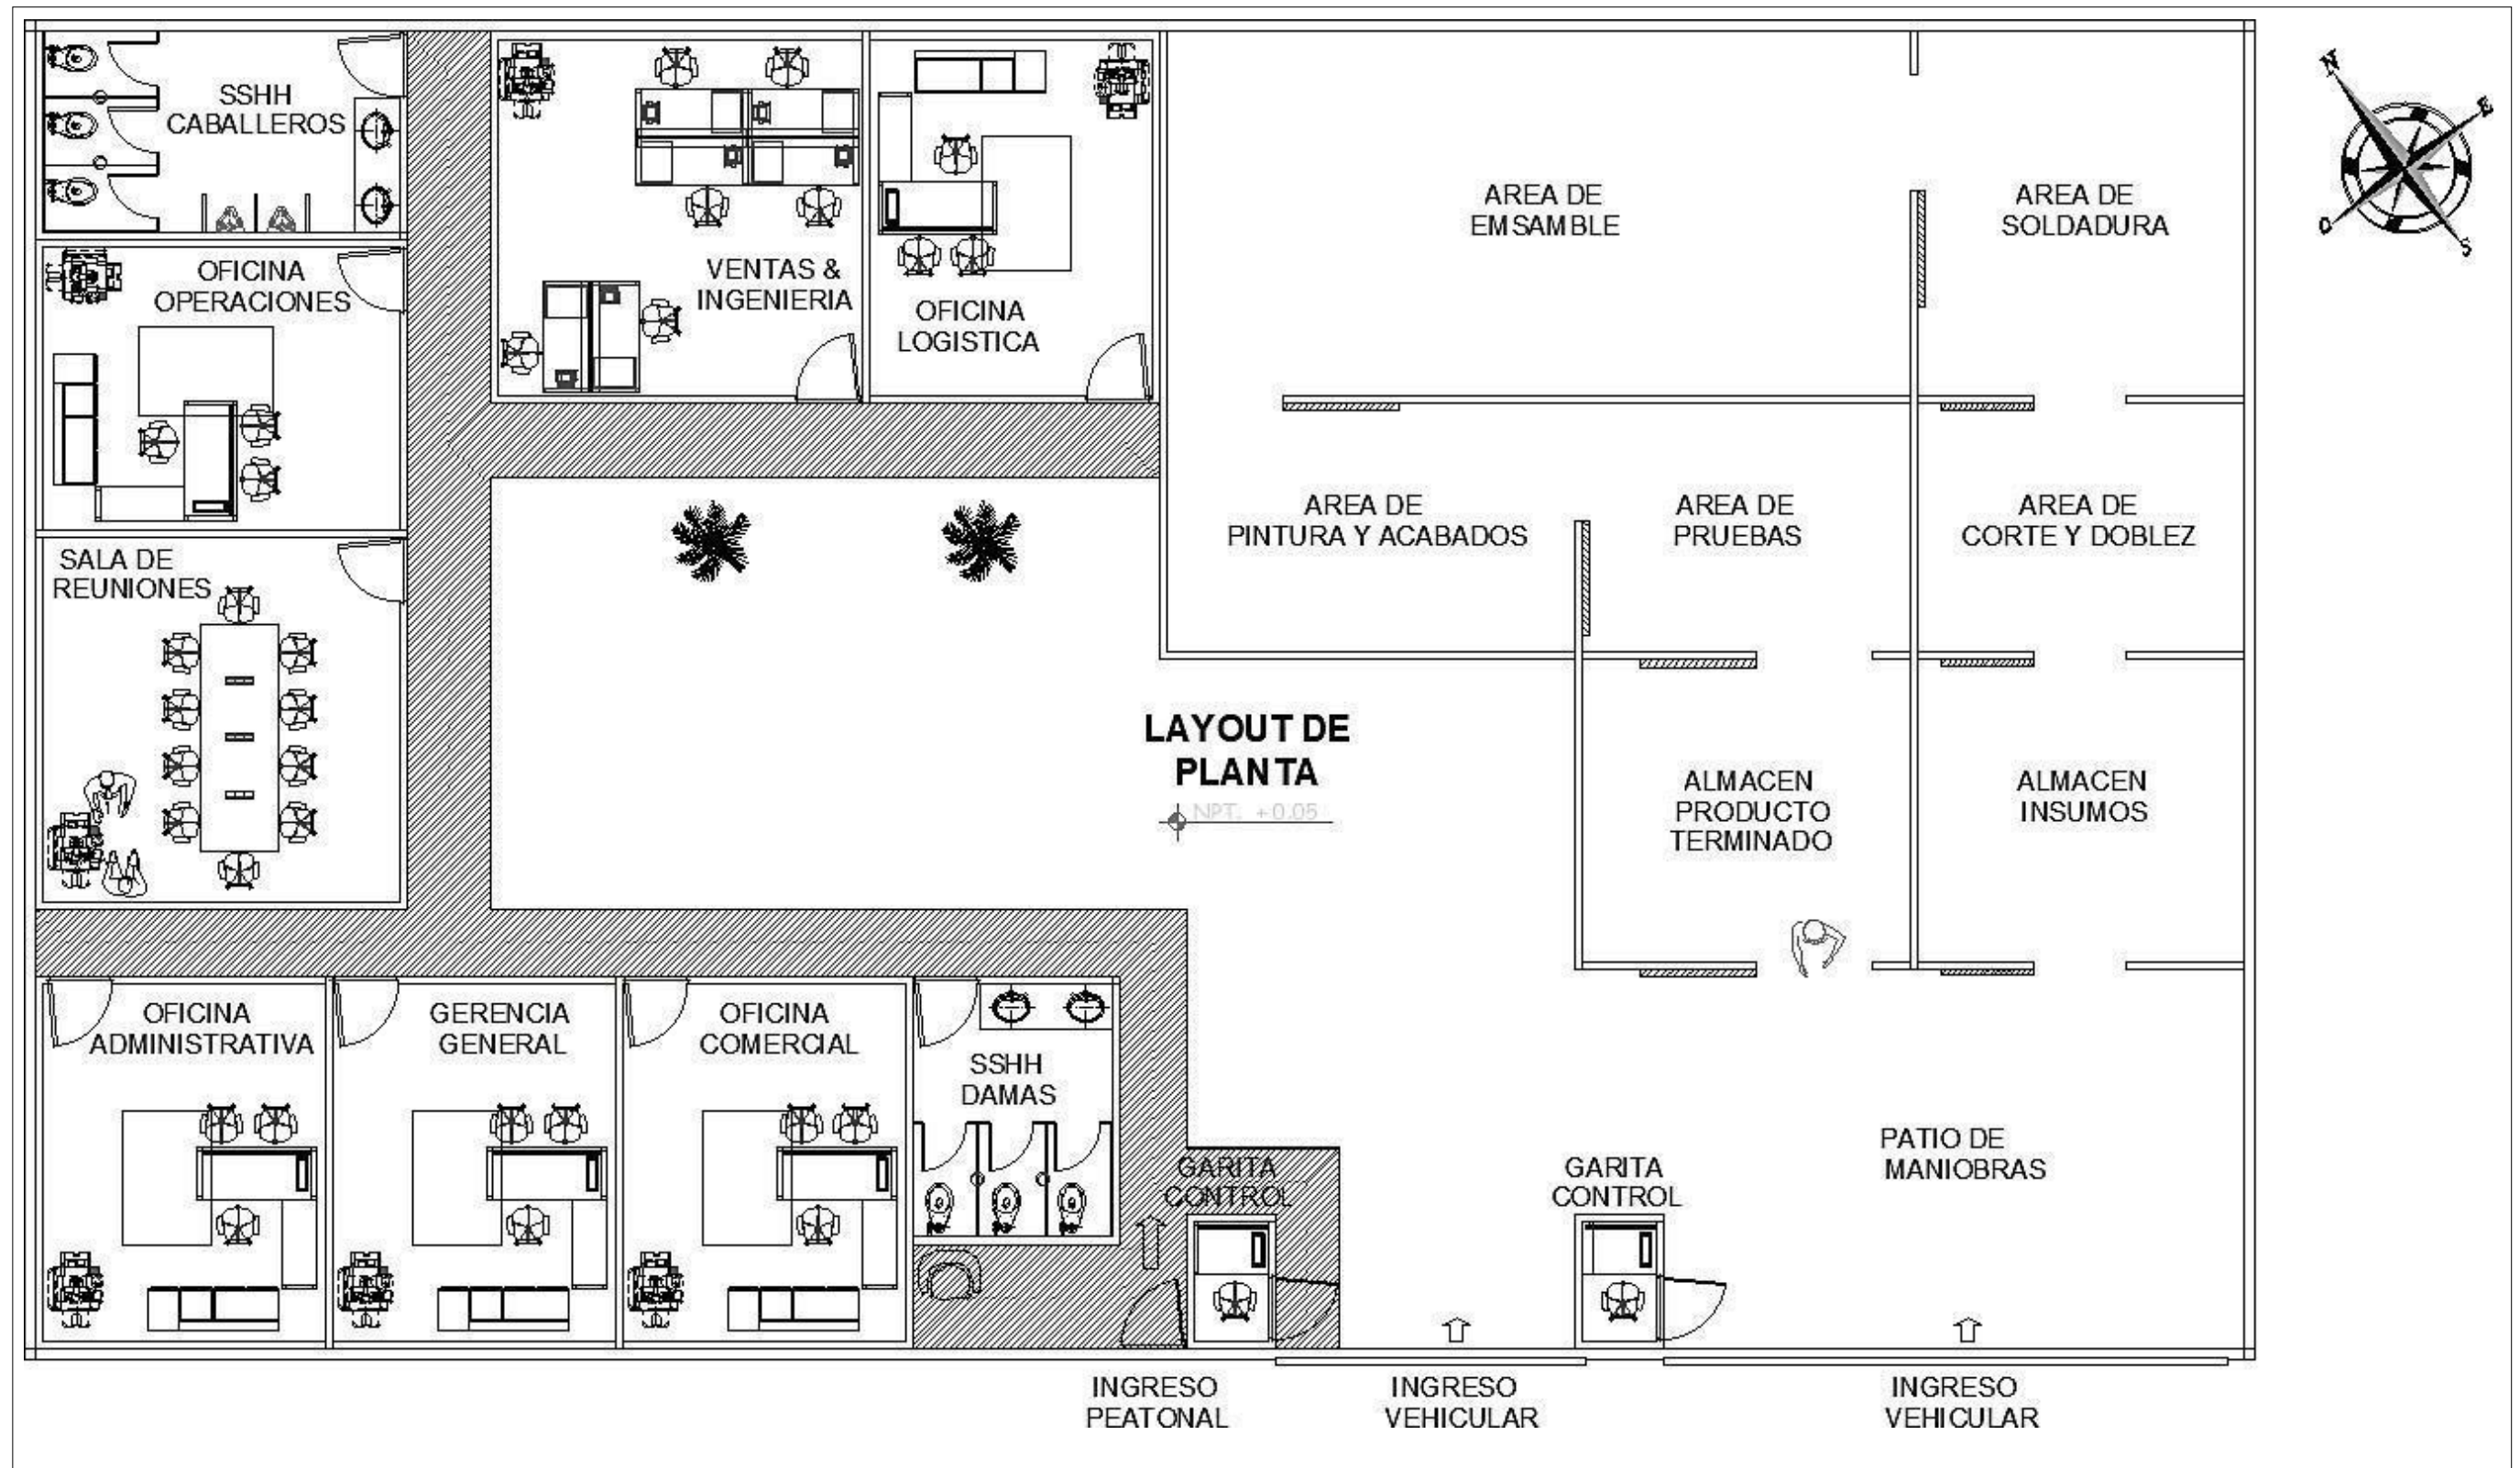 SSHH
CABALLEROS
OFICINA
OPERACIONES
SALA DE
REUNIONES
VENTAS &
INGENIERIA
OFICINA
LOGISTICA
AREA DE
EMSAMBLE
AREA DE
SOLDADURA
N
E
O
S
AREA DE
PINTURA Y ACABADOS
AREA DE
PRUEBAS
AREA DE
CORTE Y DOBLEZ
LAYOUT DE
PLANTA
NPT. +0.05
ALMACEN
PRODUCTO
TERMINADO
ALMACEN
INSUMOS
OFICINA
ADMINISTRATIVA
GERENCIA
GENERAL
OFICINA
COMERCIAL
SSHH
DAMAS
GARITA
CONTROL
GARITA
CONTROL
PATIO DE
MANIOBRAS
INGRESO
PEATONAL
INGRESO
VEHICULAR
INGRESO
VEHICULAR